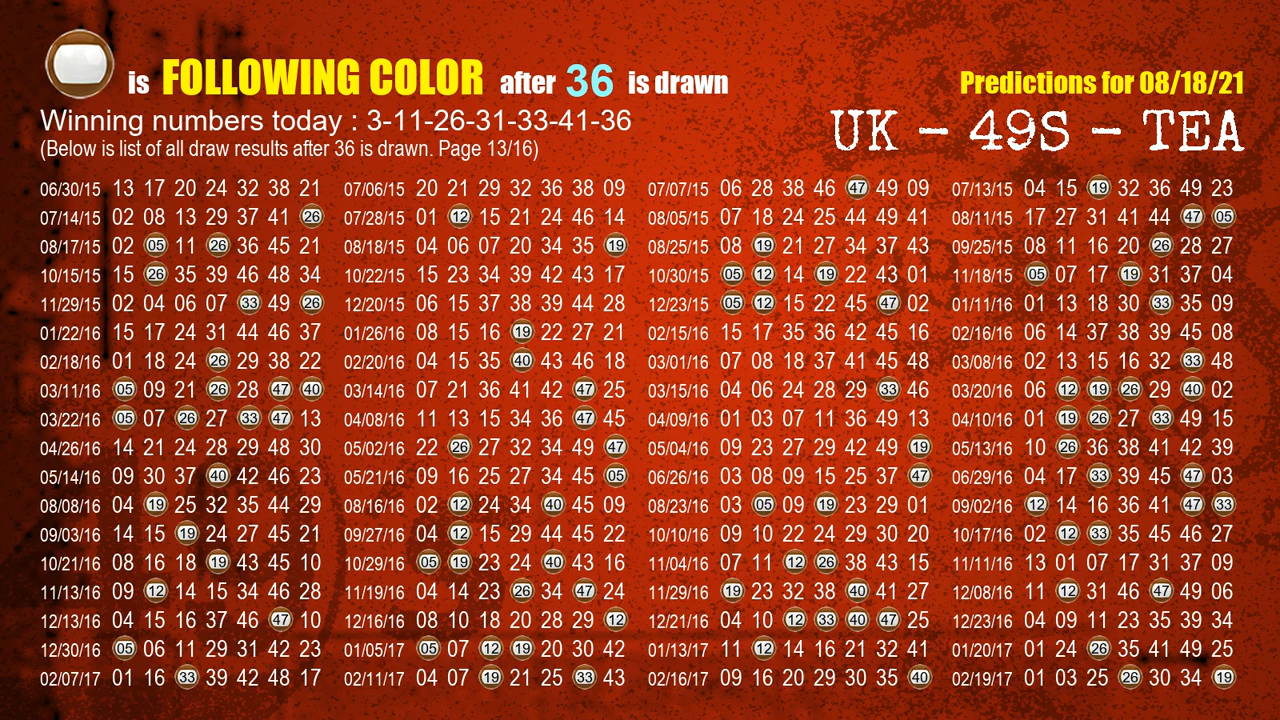 is FOLLOWING COLOR after 36 is drawn
Predictions for 08/18/21
Winning numbers today : 3-11-26-31-33-41-36
UK - 49S - TEA
(Below is list of all draw results after 36 is drawn. Page 13/16)
06/30/15 13 17 20 24 32 38 21 07/06/15 20 21 29 32 36 38 09 07/07/15 06 28 38 46 47 49 09 07/13/15 04 15 19 32 36 49 23
07/14/15 02 08 13 29 37 41 26 07/28/15 01 12 15 21 24 46 14 08/05/15 07 18 24 25 44 49 41 08/11/15 17 27 31 41 44 47 05
08/17/15 02 05 11 26 36 45 21 08/18/15 04 06 07 20 34 35 19 08/25/15 08 19 21 27 34 37 43 09/25/15 08 11 16 20 26 28 27
10/15/15 15 26 35 39 46 48 34 10/22/15 15 23 34 39 42 43 17 10/30/15 05 12 14 19 22 43 01 11/18/15 05 07 17 19 31 37 04
11/29/15 02 04 06 07 33 49 26 12/20/15 06 15 37 38 39 44 28 12/23/15 05 12 15 22 45 47 02 01/11/16 01 13 18 30 33 35 09
01/22/16 15 17 24 31 44 46 37 01/26/16 08 15 16 19 22 27 21 02/15/16 15 17 35 36 42 45 16 02/16/16 06 14 37 38 39 45 08
02/18/16 01 18 24 26 29 38 22 02/20/16 04 15 35 40 43 46 18 03/01/16 07 08 18 37 41 45 48 03/08/16 02 13 15 16 32 33 48
03/11/16 05 09 21 26 28 47 40 03/14/16 07 21 36 41 42 47 25 03/15/16 04 06 24 28 29 33 46 03/20/16 06 12 19 26 29 40 02
03/22/16 05 07 26 27 33 47 13 04/08/16 11 13 15 34 36 47 45 04/09/16 01 03 07 11 36 49 13 04/10/16 01 19 26 27 33 49 15
04/26/16 14 21 24 28 29 48 30 05/02/16 22 26 27 32 34 49 47 05/04/16 09 23 27 29 42 49 19 05/13/16 10 26 36 38 41 42 39
05/14/16 09 30 37 40 42 46 23 05/21/16 09 16 25 27 34 45 05 06/26/16 03 08 09 15 25 37 47 06/29/16 04 17 33 39 45 47 03
08/08/16 04 19 25 32 35 44 29 08/16/16 02 12 24 34 40 45 09 08/23/16 03 05 09 19 23 29 01 09/02/16 12 14 16 36 41 47 33
09/03/16 14 15 19 24 27 45 21 09/27/16 04 12 15 29 44 45 22 10/10/16 09 10 22 24 29 30 20 10/17/16 02 12 33 35 45 46 27
10/21/16 08 16 18 19 43 45 10 10/29/16 05 19 23 24 40 43 16 11/04/16 07 11 12 26 38 43 15 11/11/16 13 01 07 17 31 37 09
11/13/16 09 12 14 15 34 46 28 11/19/16 04 14 23 26 34 47 24 11/29/16 19 23 32 38 40 41 27 12/08/16 11 12 31 46 47 49 06
12/13/16 04 15 16 37 46 47 10 12/16/16 08 10 18 20 28 29 12 12/21/16 04 10 12 33 40 47 25 12/23/16 04 09 11 23 35 39 34
12/30/16 05 06 11 29 31 42 23 01/05/17 05 07 12 19 20 30 42 01/13/17 11 12 14 16 21 32 41 01/20/17 01 24 26 35 41 49 25
02/07/17 01 16 33 39 42 48 17 02/11/17 04 07 19 21 25 33 43 02/16/17 09 16 20 29 30 35 40 02/19/17 01 03 25 26 30 34 19